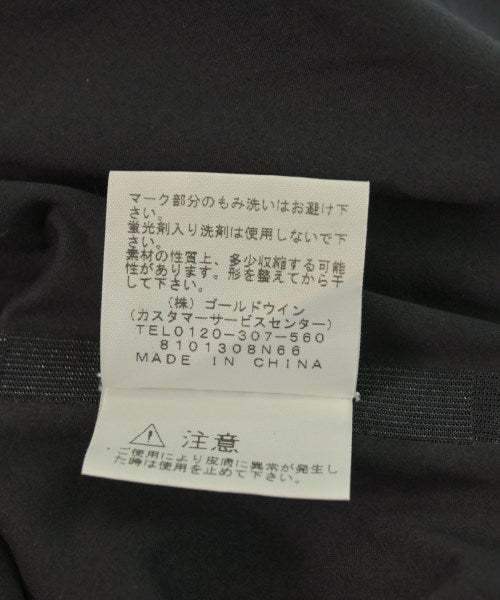 マーク部分のもみ洗いはお避け下
さい。
蛍光剤入り洗剤は使用しないで下
さい。
素材の性質上、多少収縮する可能
性があります。形を整えてから干
して下さい。
(株)ゴールドウイン
(カスタマーサービスセンター)
TEL0120-307-560
8101308N66
MADE IN CHINA
注意
ご使用により皮膚に異常が発生し
た時は使用を止めて下さい。